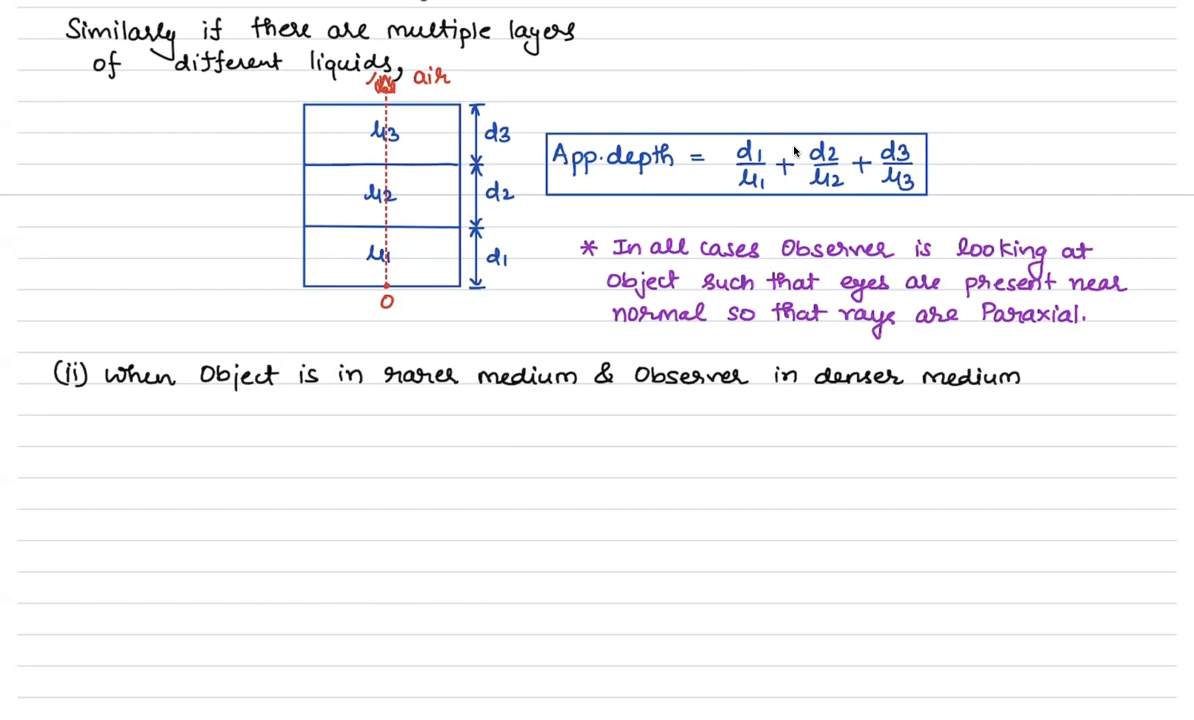 Similarly if there are multiple layers
of different liquids,
air
μ3 d3
App.depth = d1/μ1 + d2/μ2 + d3/μ3
μ2 d2
μ1 d1
* In all cases Observer is looking at
Object such that eyes are present near
normal so that rays are Paraxial.
O
(ii) When Object is in rarer medium & Observer in denser medium